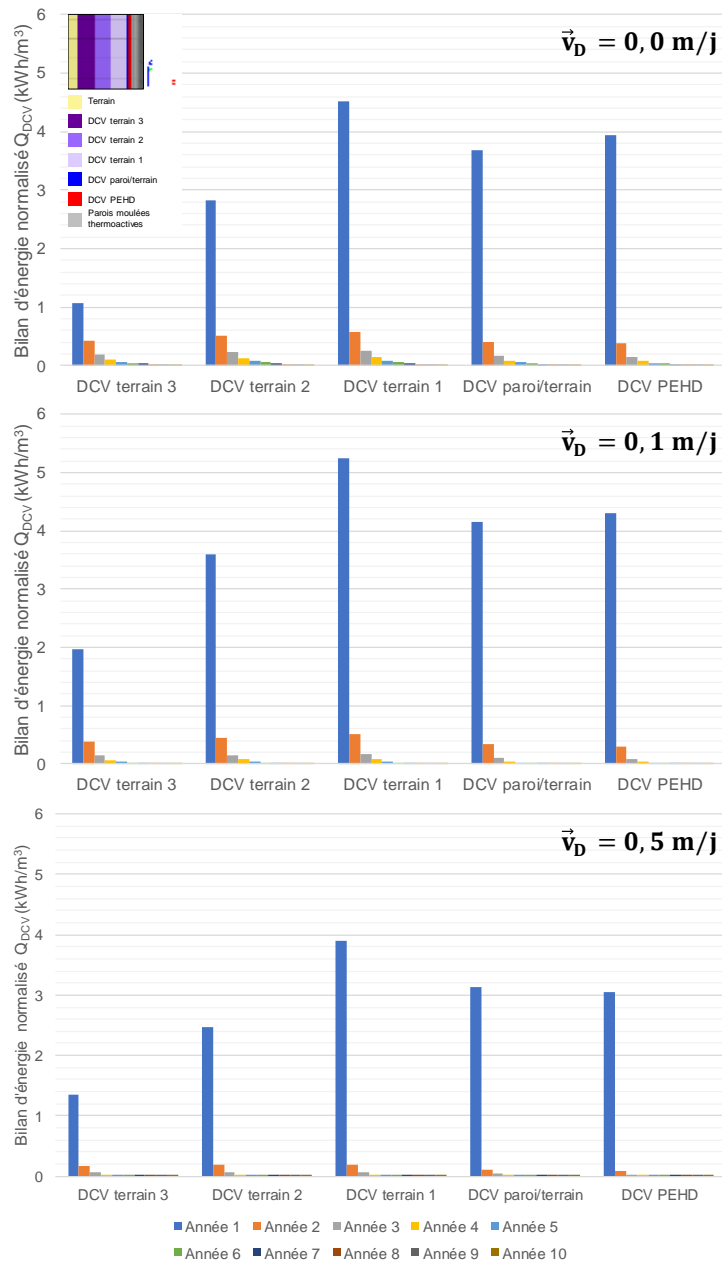 6
v⃗D = 0,0 m/j
5
4
3
2
1
0
Bilan d'énergie normalisé QDCV (kWh/m³)
Terrain
DCV terrain 3
DCV terrain 2
DCV terrain 1
DCV paroi/terrain
DCV PEHD
Parois moulées
thermoactives
DCV terrain 3 DCV terrain 2 DCV terrain 1 DCV paroi/terrain DCV PEHD
6
v⃗D = 0,1 m/j
5
4
3
2
1
0
Bilan d'énergie normalisé QDCV (kWh/m³)
DCV terrain 3 DCV terrain 2 DCV terrain 1 DCV paroi/terrain DCV PEHD
6
v⃗D = 0,5 m/j
5
4
3
2
1
0
Bilan d'énergie normalisé QDCV (kWh/m³)
DCV terrain 3 DCV terrain 2 DCV terrain 1 DCV paroi/terrain DCV PEHD
Année 1 Année 2 Année 3 Année 4 Année 5
Année 6 Année 7 Année 8 Année 9 Année 10